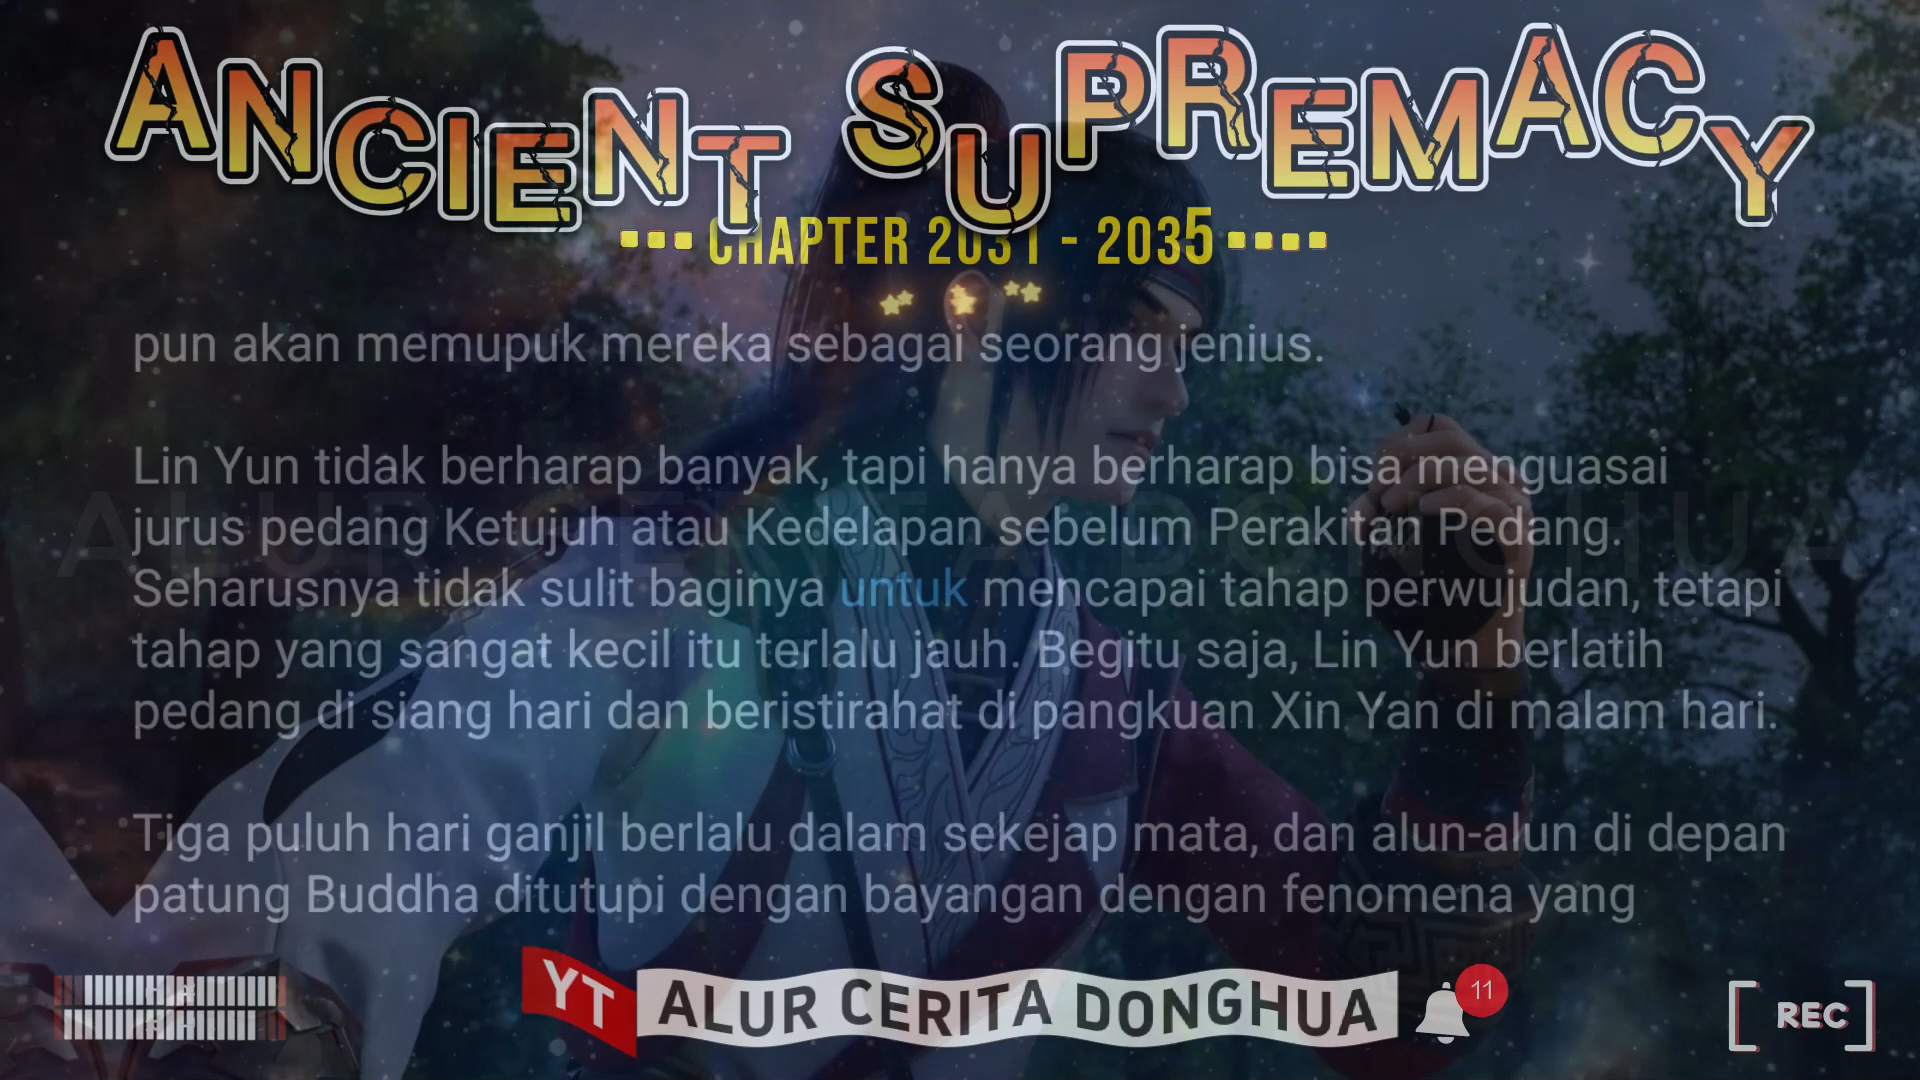 ANCIENT SUPREMACY
CHAPTER 2031 - 2035
pun akan memupuk mereka sebagai seorang jenius.
Lin Yun tidak berharap banyak, tapi hanya berharap bisa menguasai
jurus pedang Ketujuh atau Kedelapan sebelum Perakitan Pedang.
Seharusnya tidak sulit baginya untuk mencapai tahap perwujudan, tetapi
tahap yang sangat kecil itu terlalu jauh. Begitu saja, Lin Yun berlatih
pedang di siang hari dan beristirahat di pangkuan Xin Yan di malam hari.
Tiga puluh hari ganjil berlalu dalam sekejap mata, dan alun-alun di depan
patung Buddha ditutupi dengan bayangan dengan fenomena yang
ALUR CERITA DONGHUA
YT ALUR CERITA DONGHUA
11
REC